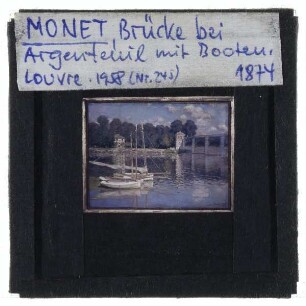 MONET Brücke bei
Argenteuil mit Booten.
Louvre. 1958 (Nr. 243)
1874